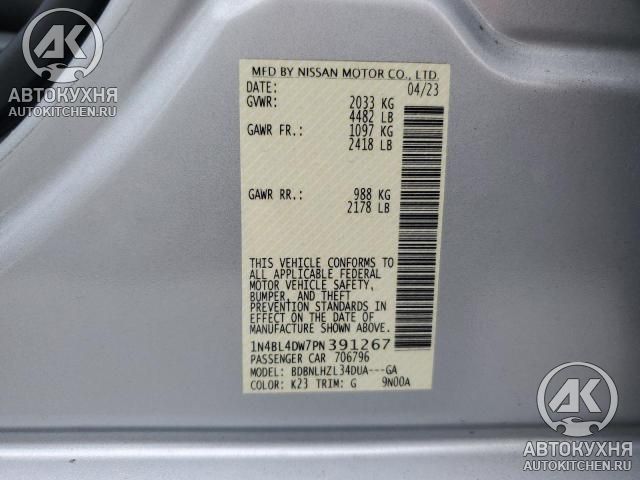 AK
АВТОКУХНЯ
AUTOKITCHEN.RU
MFD BY NISSAN MOTOR CO., LTD.
DATE: 04/23
GVWR: 2033 KG
4482 LB
GAWR FR.: 1097 KG
2418 LB
GAWR RR.: 988 KG
2178 LB
THIS VEHICLE CONFORMS TO
ALL APPLICABLE FEDERAL
MOTOR VEHICLE SAFETY,
BUMPER, AND THEFT
PREVENTION STANDARDS IN EFFECT
ON THE DATE OF
MANUFACTURE SHOWN ABOVE.
1N4BL4DW7PN391267
PASSENGER CAR 706796
MODEL: BDBNLHZL34DUA---GA
COLOR: K23 TRIM: G 9N00A
AK
АВТОКУХНЯ
AUTOKITCHEN.RU